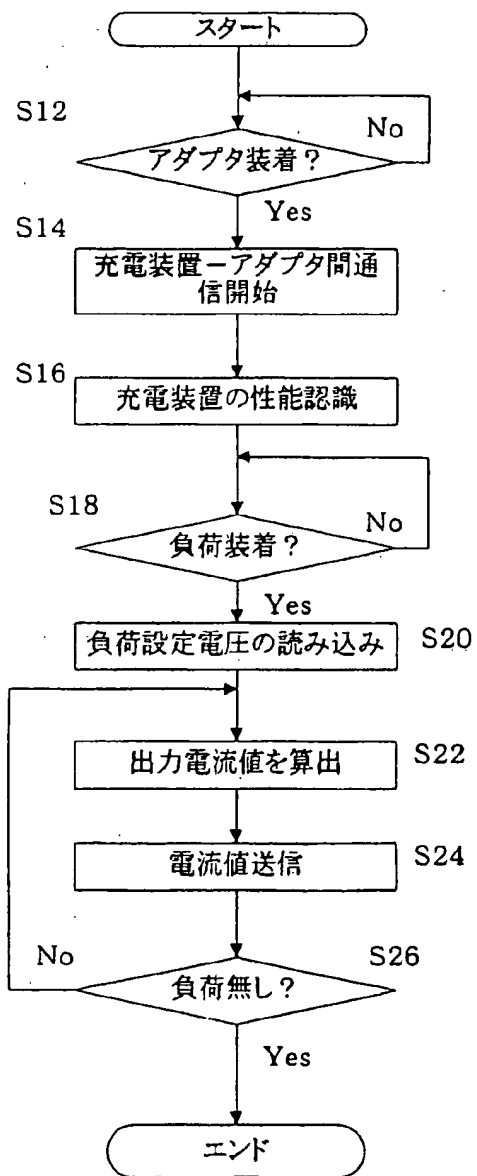 スタート
S12
No
アダプタ装着？
Yes
S14
充電装置－アダプタ間通
信開始
S16
充電装置の性能認識
S18
No
負荷装着？
Yes
負荷設定電圧の読み込み
S20
出力電流値を算出
S22
電流値送信
S24
No
S26
負荷無し？
Yes
エンド